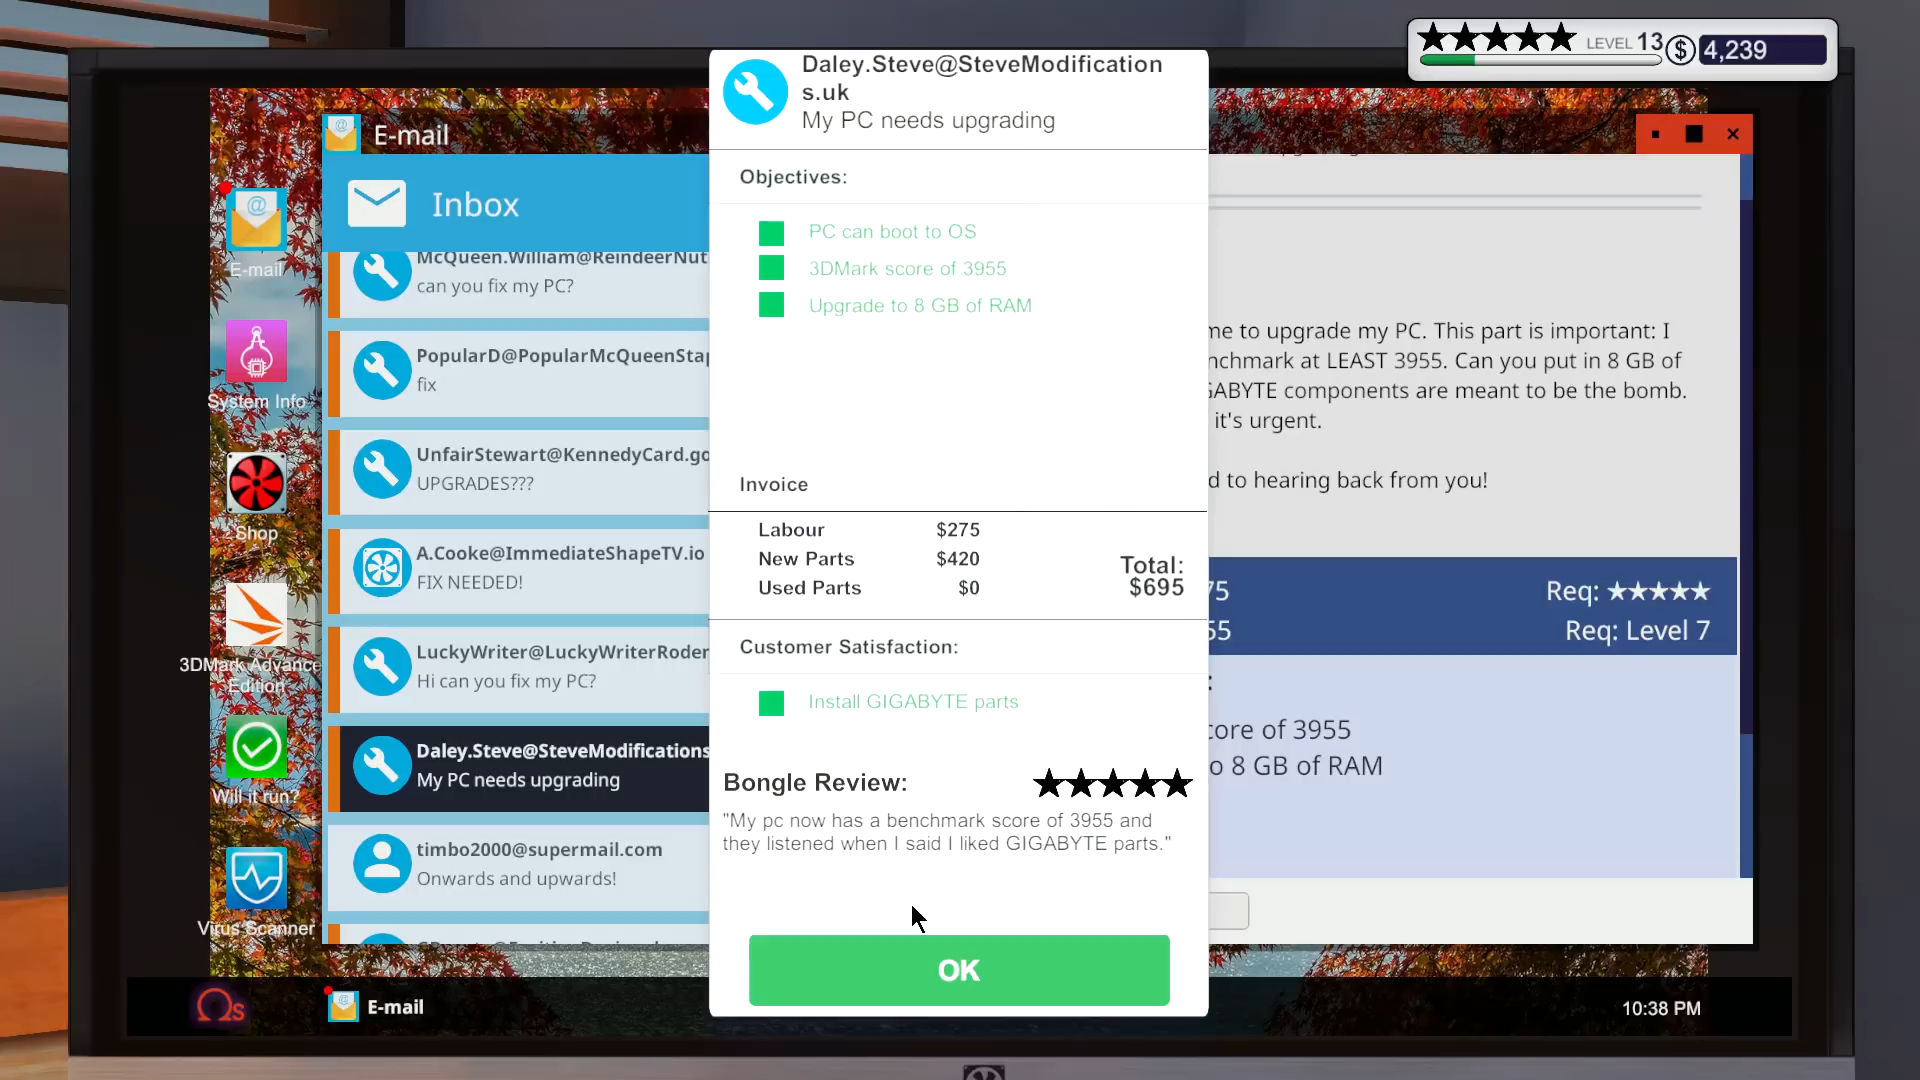 LEVEL 13
$ 4,239
E-mail
Inbox
McQueen.William@ReindeerNut
can you fix my PC?
PopularD@PopularMcQueenStap
fix
UnfairStewart@KennedyCard.go
UPGRADES???
A.Cooke@ImmediateShapeTV.io
FIX NEEDED!
LuckyWriter@LuckyWriterRoder
Hi can you fix my PC?
Daley.Steve@SteveModifications
My PC needs upgrading
timbo2000@supermail.com
Onwards and upwards!
E-mail
System Info
Shop
3DMark Advance
Edition
Will it run?
Virus Scanner
Daley.Steve@SteveModification
s.uk
My PC needs upgrading
Objectives:
PC can boot to OS
3DMark score of 3955
Upgrade to 8 GB of RAM
Invoice
Labour $275
New Parts $420
Used Parts $0
Total:
$695
Customer Satisfaction:
Install GIGABYTE parts
Bongle Review:
"My pc now has a benchmark score of 3955 and
they listened when I said I liked GIGABYTE parts."
OK
me to upgrade my PC. This part is important: I
nchmark at LEAST 3955. Can you put in 8 GB of
GABYTE components are meant to be the bomb.
it's urgent.
d to hearing back from you!
75
Req: ★★★★★
55
Req: Level 7
:
core of 3955
o 8 GB of RAM
Ωs
E-mail
10:38 PM